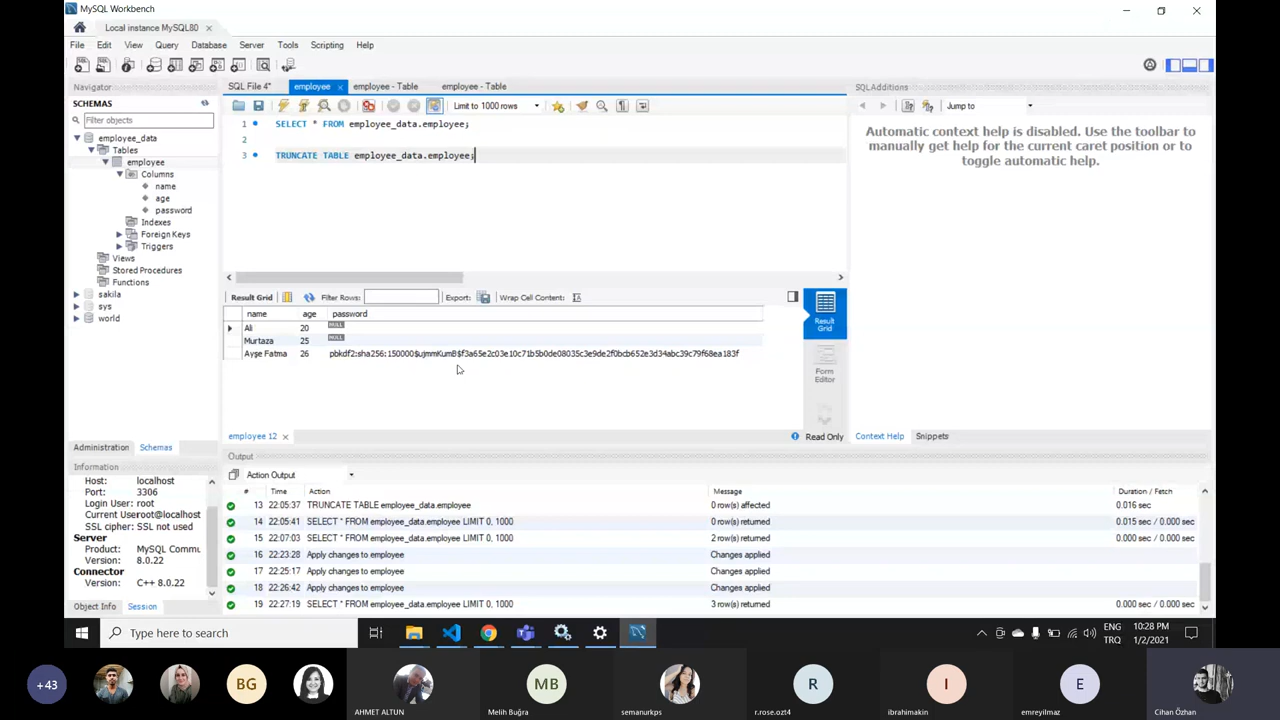 MySQL Workbench
Local instance MySQL80
File Edit View Query Database Server Tools Scripting Help
Navigator
SCHEMAS
Filter objects
employee_data
Tables
employee
Columns
name
age
password
Indexes
Foreign Keys
Triggers
Views
Stored Procedures
Functions
sakila
sys
world
Administration Schemas
Information
Host: localhost
Port: 3306
Login User: root
Current User root@localhost
SSL cipher: SSL not used
Server
Product: MySQL Commu
Version: 8.0.22
Connector
Version: C++ 8.0.22
Object Info Session
SQL File 4* employee employee - Table employee - Table
Limit to 1000 rows
1 SELECT * FROM employee_data.employee;
2
3 TRUNCATE TABLE employee_data.employee;
Result Grid Filter Rows: Export: Wrap Cell Content:
name age password
Ali 20 NULL
Murtaza 25 NULL
Ayşe Fatma 26 pbkdf2:sha256:150000$ujmmKumB$f3a65e2c03e10c71b5b0de08035c3e9de2f0bcb652e3d34abc39c79f68ea183f
Result
Grid
Form
Editor
employee 12 Read Only
SQLAdditions
Jump to
Automatic context help is disabled. Use the toolbar to
manually get help for the current caret position or to
toggle automatic help.
Context Help Snippets
Output
Action Output
# Time Action Message Duration / Fetch
13 22:05:37 TRUNCATE TABLE employee_data.employee 0 row(s) affected 0.016 sec
14 22:05:41 SELECT * FROM employee_data.employee LIMIT 0, 1000 0 row(s) returned 0.015 sec / 0.000 sec
15 22:07:03 SELECT * FROM employee_data.employee LIMIT 0, 1000 2 row(s) returned 0.000 sec / 0.000 sec
16 22:23:28 Apply changes to employee Changes applied
17 22:25:17 Apply changes to employee Changes applied
18 22:26:42 Apply changes to employee Changes applied
19 22:27:19 SELECT * FROM employee_data.employee LIMIT 0, 1000 3 row(s) returned 0.000 sec / 0.000 sec
Type here to search
ENG
TRQ
10:28 PM
1/2/2021
+43
BG
AHMET ALTUN
MB
Melih Buğra
semanurkps
R
r.rose.ozt4
I
ibrahimakin
E
emreyilmaz
Cihan Özhan